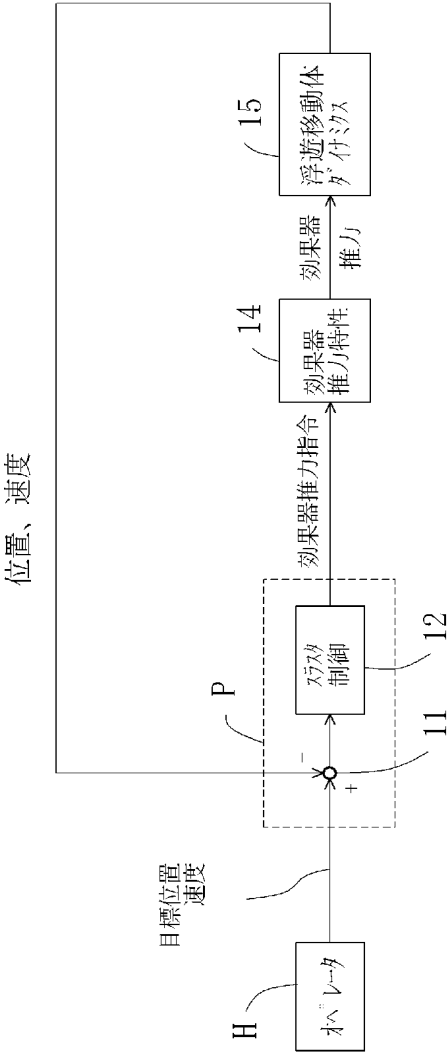 位置、速度
H
オペレータ
目標位置
速度
P
+
-
11
スラスタ
制御
12
効果器推力指令
14
効果器
推力特性
効果器
推力
15
浮遊移動体
ダイナミクス